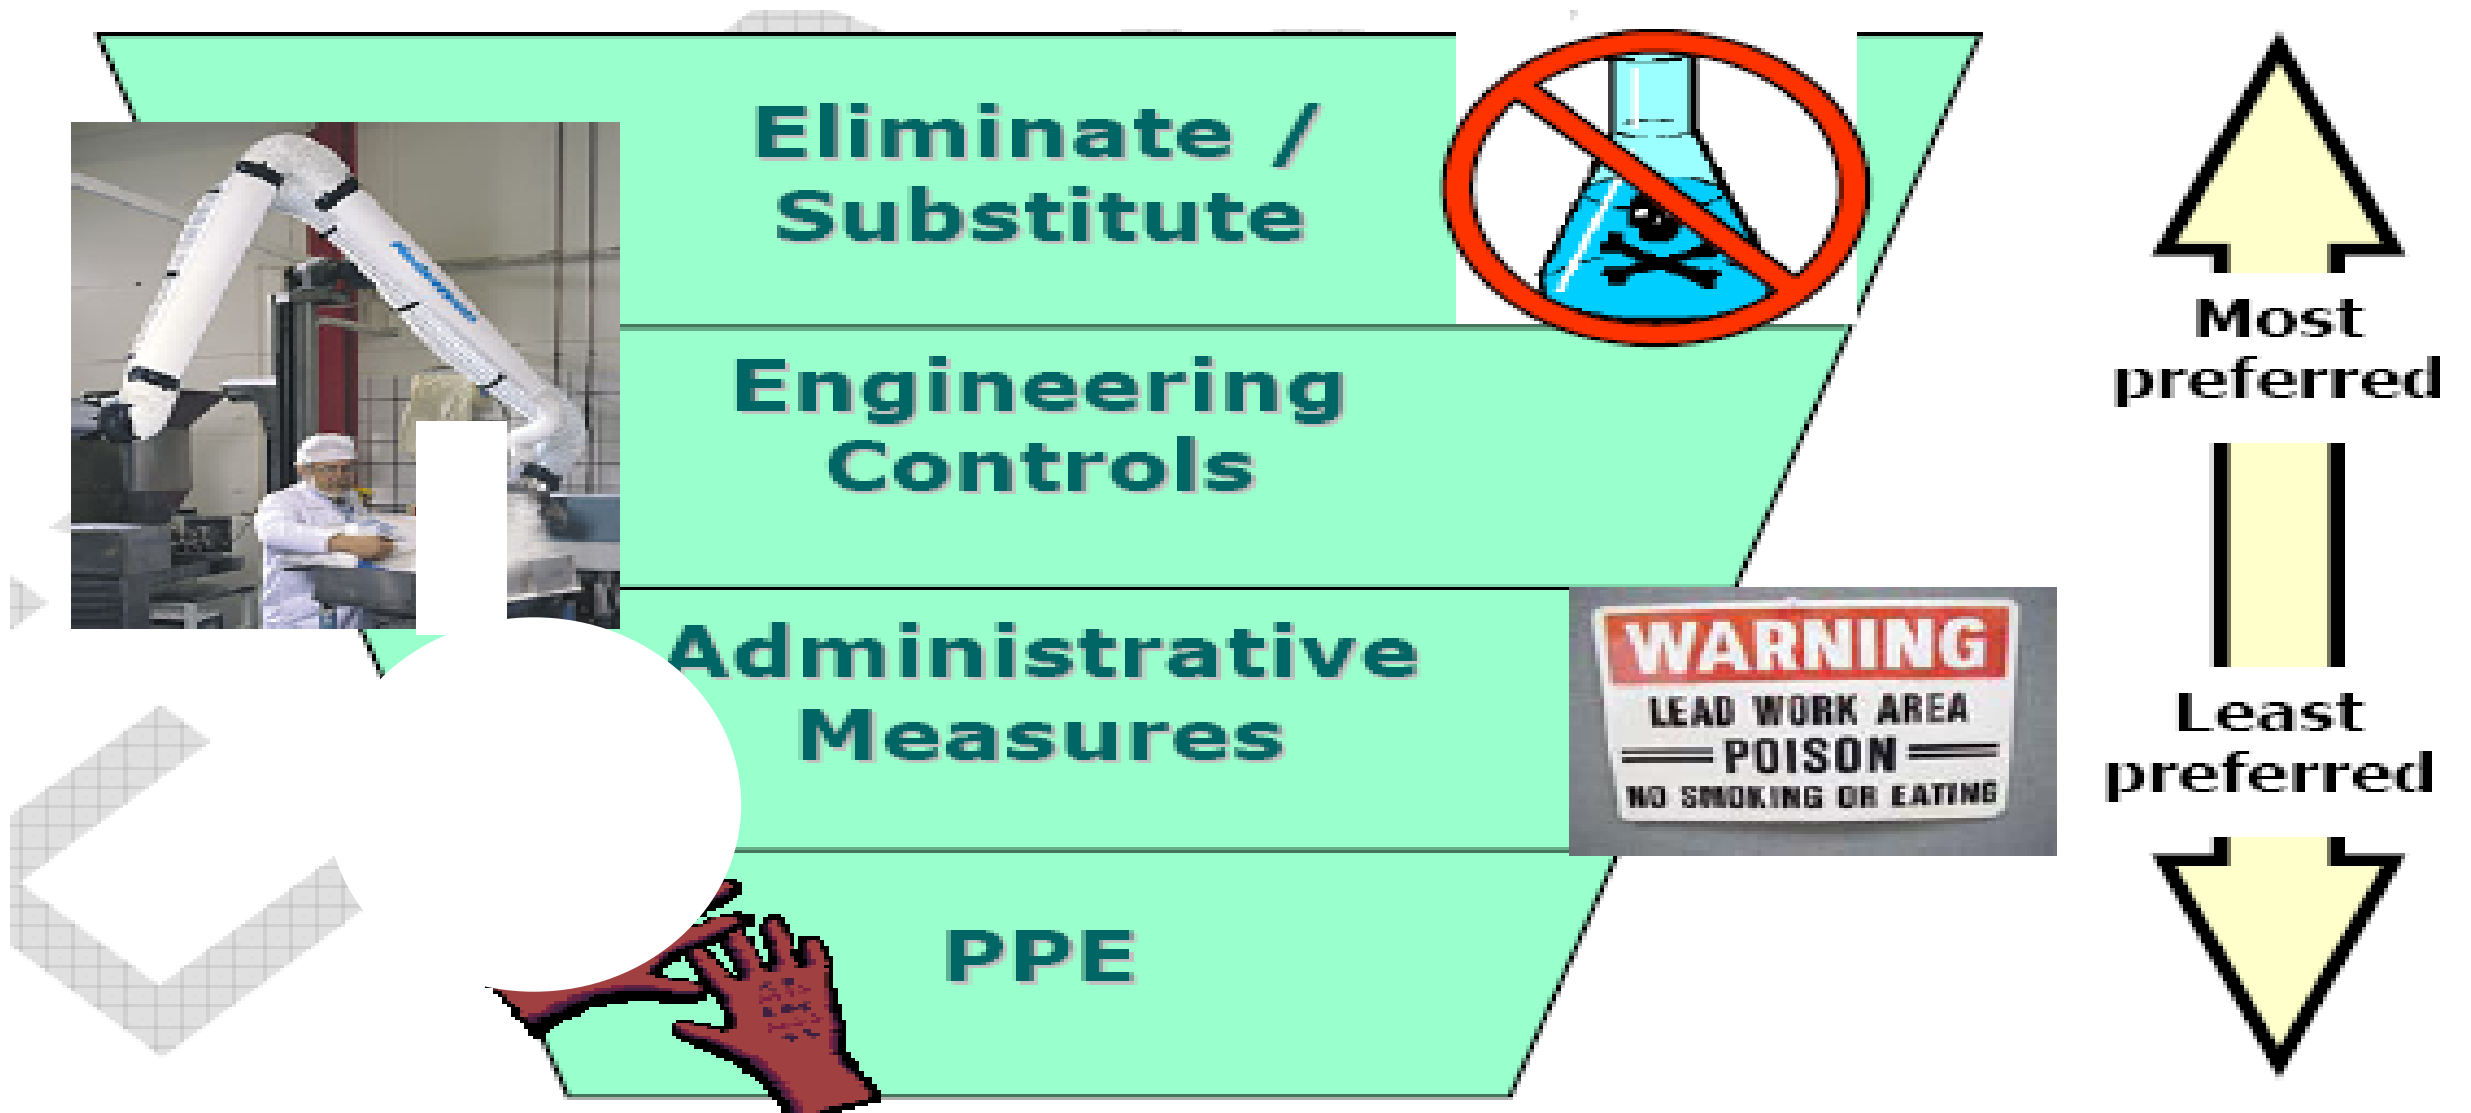 Eliminate /
Substitute
Engineering
Controls
Administrative
Measures
PPE
WARNING
LEAD WORK AREA
POISON
NO SMOKING OR EATING
Most
preferred
Least
preferred